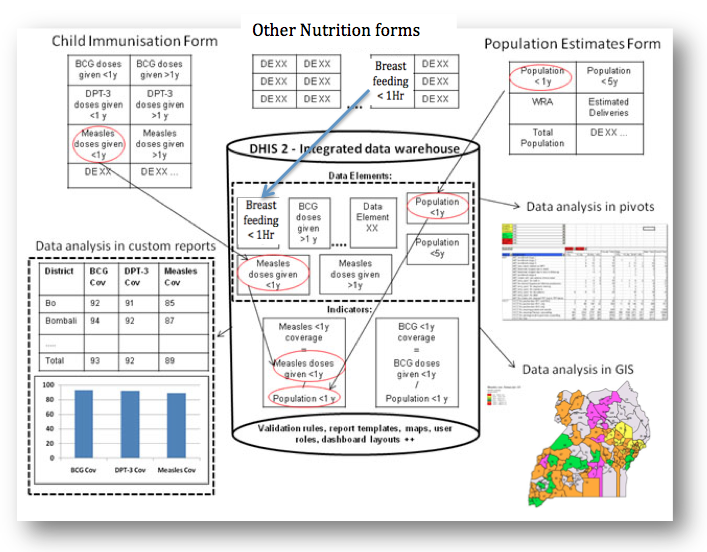 Other Nutrition forms
Child Immunisation Form
BCG doses given <1y
BCG doses given >1y
DPT-3 doses given <1 y
DPT-3 doses given >1 y
Measles doses given <1y
Measles doses given >1y
DE XX
DE XX ...
DE XX
DE XX
DE XX
DE XX
DE XX
DE XX
DE XX
DE XX
DE XX
....
Breast feeding < 1Hr
Population Estimates Form
Population < 1y
Population < 5y
WRA
Estimated Deliveries
Total Population
DE XX ...
DHIS 2 - Integrated data warehouse
Data Elements:
Breast feeding < 1Hr
BCG doses given >1 y
....
Data Element XX
Population <1y
Population <5y
Measles doses given <1y
Measles doses given >1y
Indicators:
Measles <1y coverage
=
Measles doses given <1y
/
Population <1 y
BCG <1y coverage
=
BCG doses given <1y
/
Population <1 y
Validation rules, report templates, maps, user
roles, dashboard layouts ++
Data analysis in custom reports
District BCG Cov DPT-3 Cov Measles Cov
Bo 92 91 85
Bombali 94 92 87
.....
Total 93 92 89
100
80
60
40
20
0
BCG Cov DPT-3 Cov Measles Cov
Data analysis in pivots
Data analysis in GIS